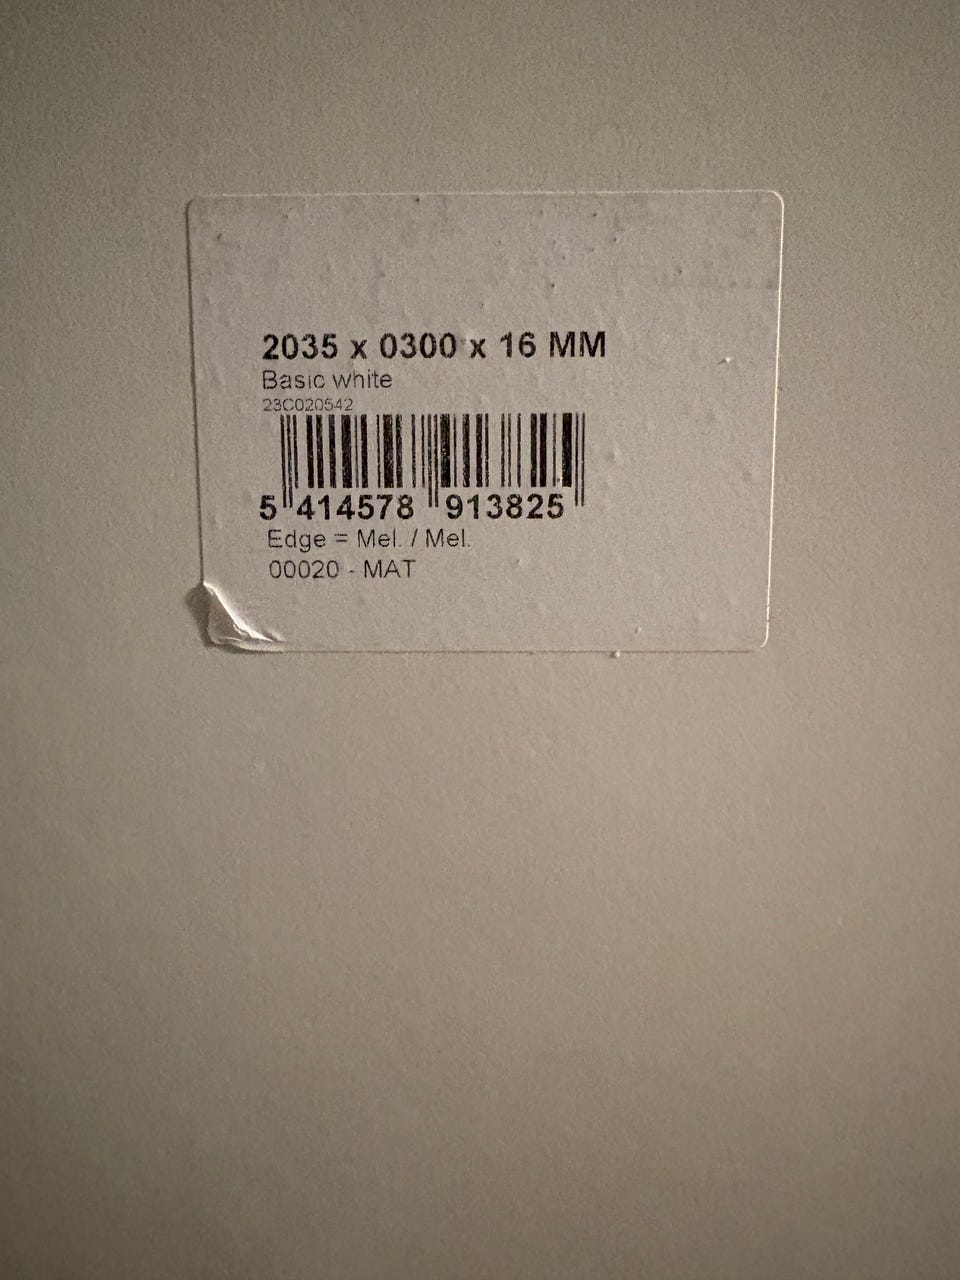 2035 x 0300 x 16 MM
Basic white
23C020542
5 414578 913825
Edge = Mel. / Mel.
00020 - MAT